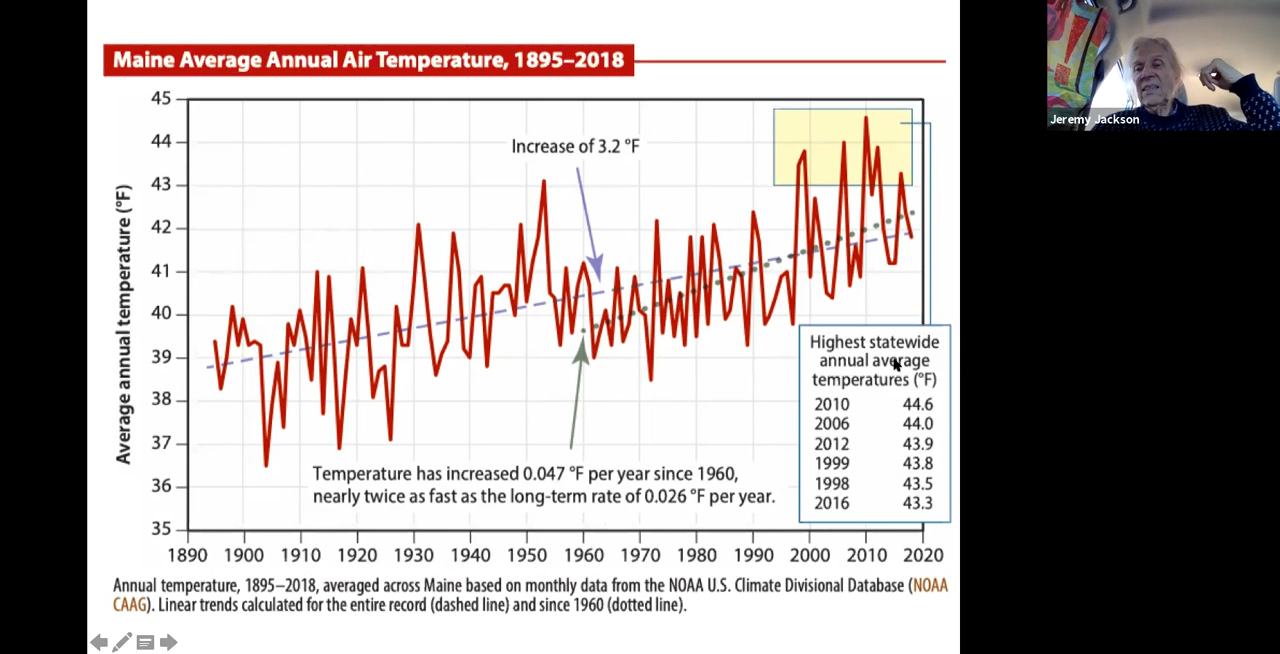 Maine Average Annual Air Temperature, 1895–2018
Jeremy Jackson
Average annual temperature (°F)
45
44
43
42
41
40
39
38
37
36
35
Increase of 3.2 °F
Temperature has increased 0.047 °F per year since 1960,
nearly twice as fast as the long-term rate of 0.026 °F per year.
Highest statewide
annual average
temperatures (°F)
2010 44.6
2006 44.0
2012 43.9
1999 43.8
1998 43.5
2016 43.3
1890 1900 1910 1920 1930 1940 1950 1960 1970 1980 1990 2000 2010 2020
Annual temperature, 1895–2018, averaged across Maine based on monthly data from the NOAA U.S. Climate Divisional Database (NOAA
CAAG). Linear trends calculated for the entire record (dashed line) and since 1960 (dotted line).